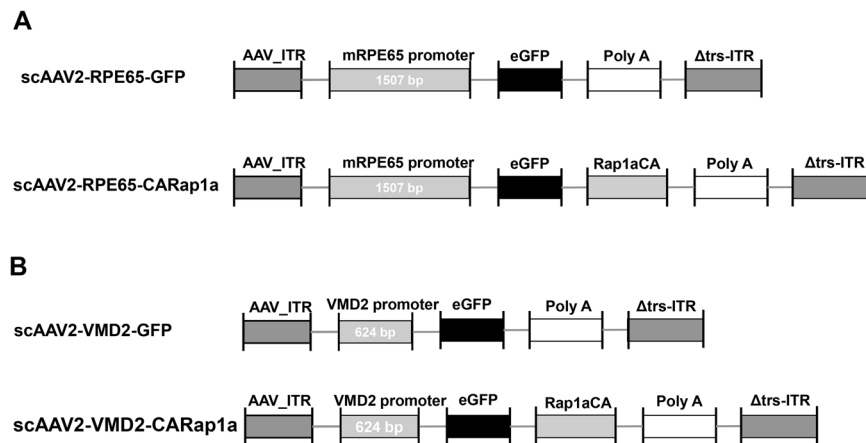 A
AAV_ITR mRPE65 promoter eGFP Poly A Δtrs-ITR
scAAV2-RPE65-GFP 1507 bp
AAV_ITR mRPE65 promoter eGFP Rap1aCA Poly A Δtrs-ITR
scAAV2-RPE65-CARap1a 1507 bp
B
AAV_ITR VMD2 promoter eGFP Poly A Δtrs-ITR
scAAV2-VMD2-GFP 624 bp
AAV_ITR VMD2 promoter eGFP Rap1aCA Poly A Δtrs-ITR
scAAV2-VMD2-CARap1a 624 bp